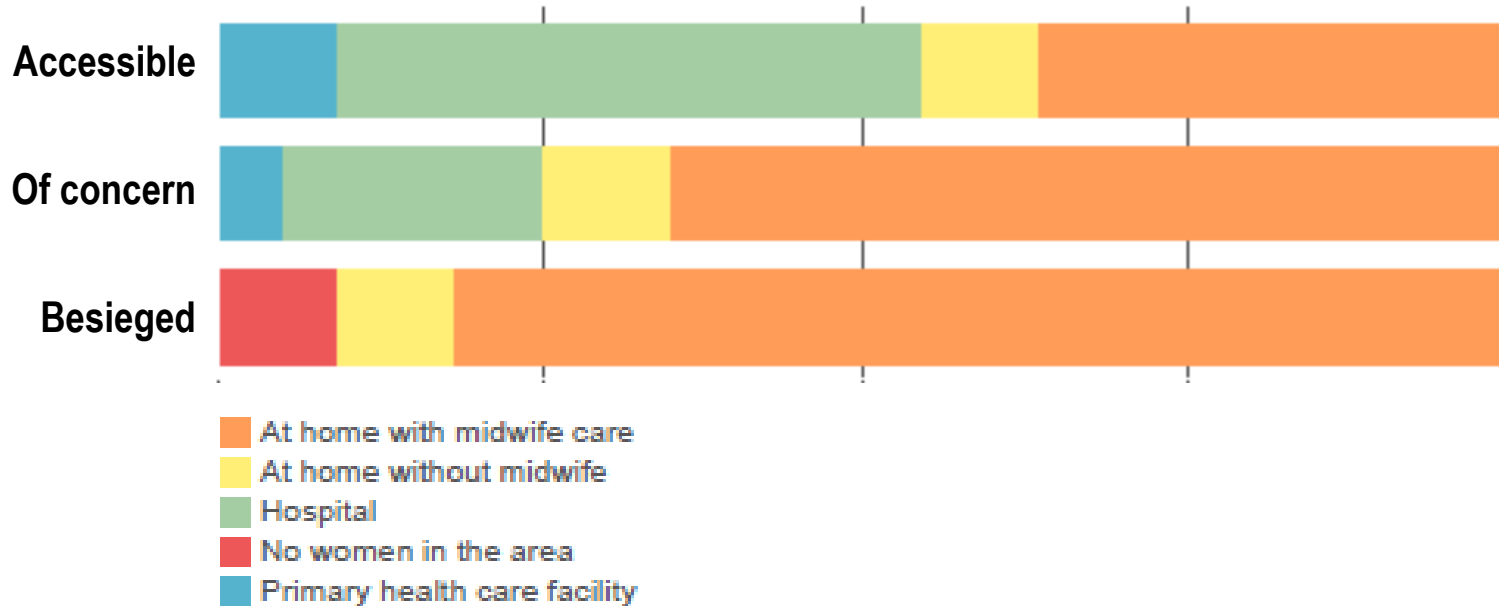 Accessible
Of concern
Besieged
At home with midwife care
At home without midwife
Hospital
No women in the area
Primary health care facility